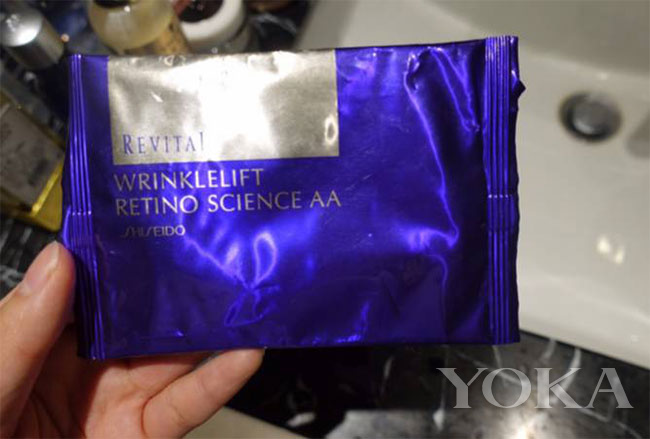 REVITAL
WRINKLELIFT
RETINO SCIENCE AA
SHISEIDO
YOKA